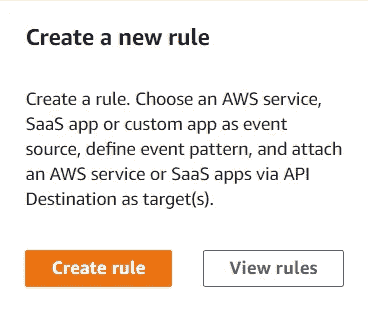 Create a new rule
Create a rule. Choose an AWS service,
SaaS app or custom app as event
source, define event pattern, and attach
an AWS service or SaaS apps via API
Destination as target(s).
Create rule
View rules